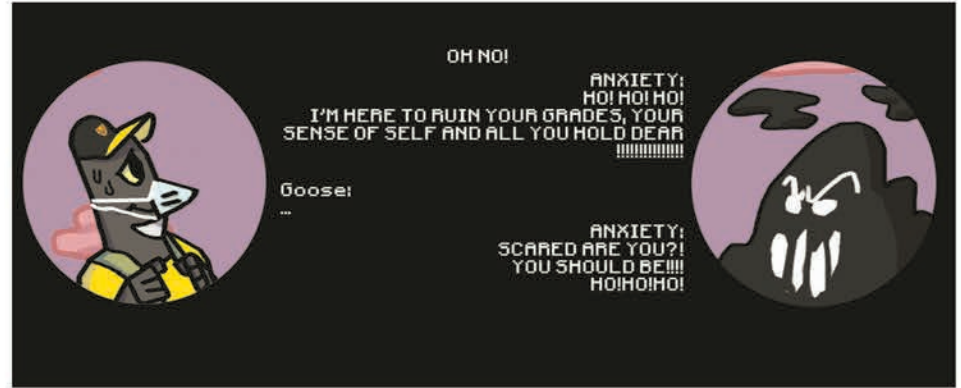 OH NO!
ANXIETY:
HO! HO! HO!
I'M HERE TO RUIN YOUR GRADES, YOUR
SENSE OF SELF AND ALL YOU HOLD DEAR
!!!!!!!!!!!!!!!
Goose:
...
ANXIETY:
SCARED ARE YOU?!
YOU SHOULD BE!!!!
HO!HO!HO!